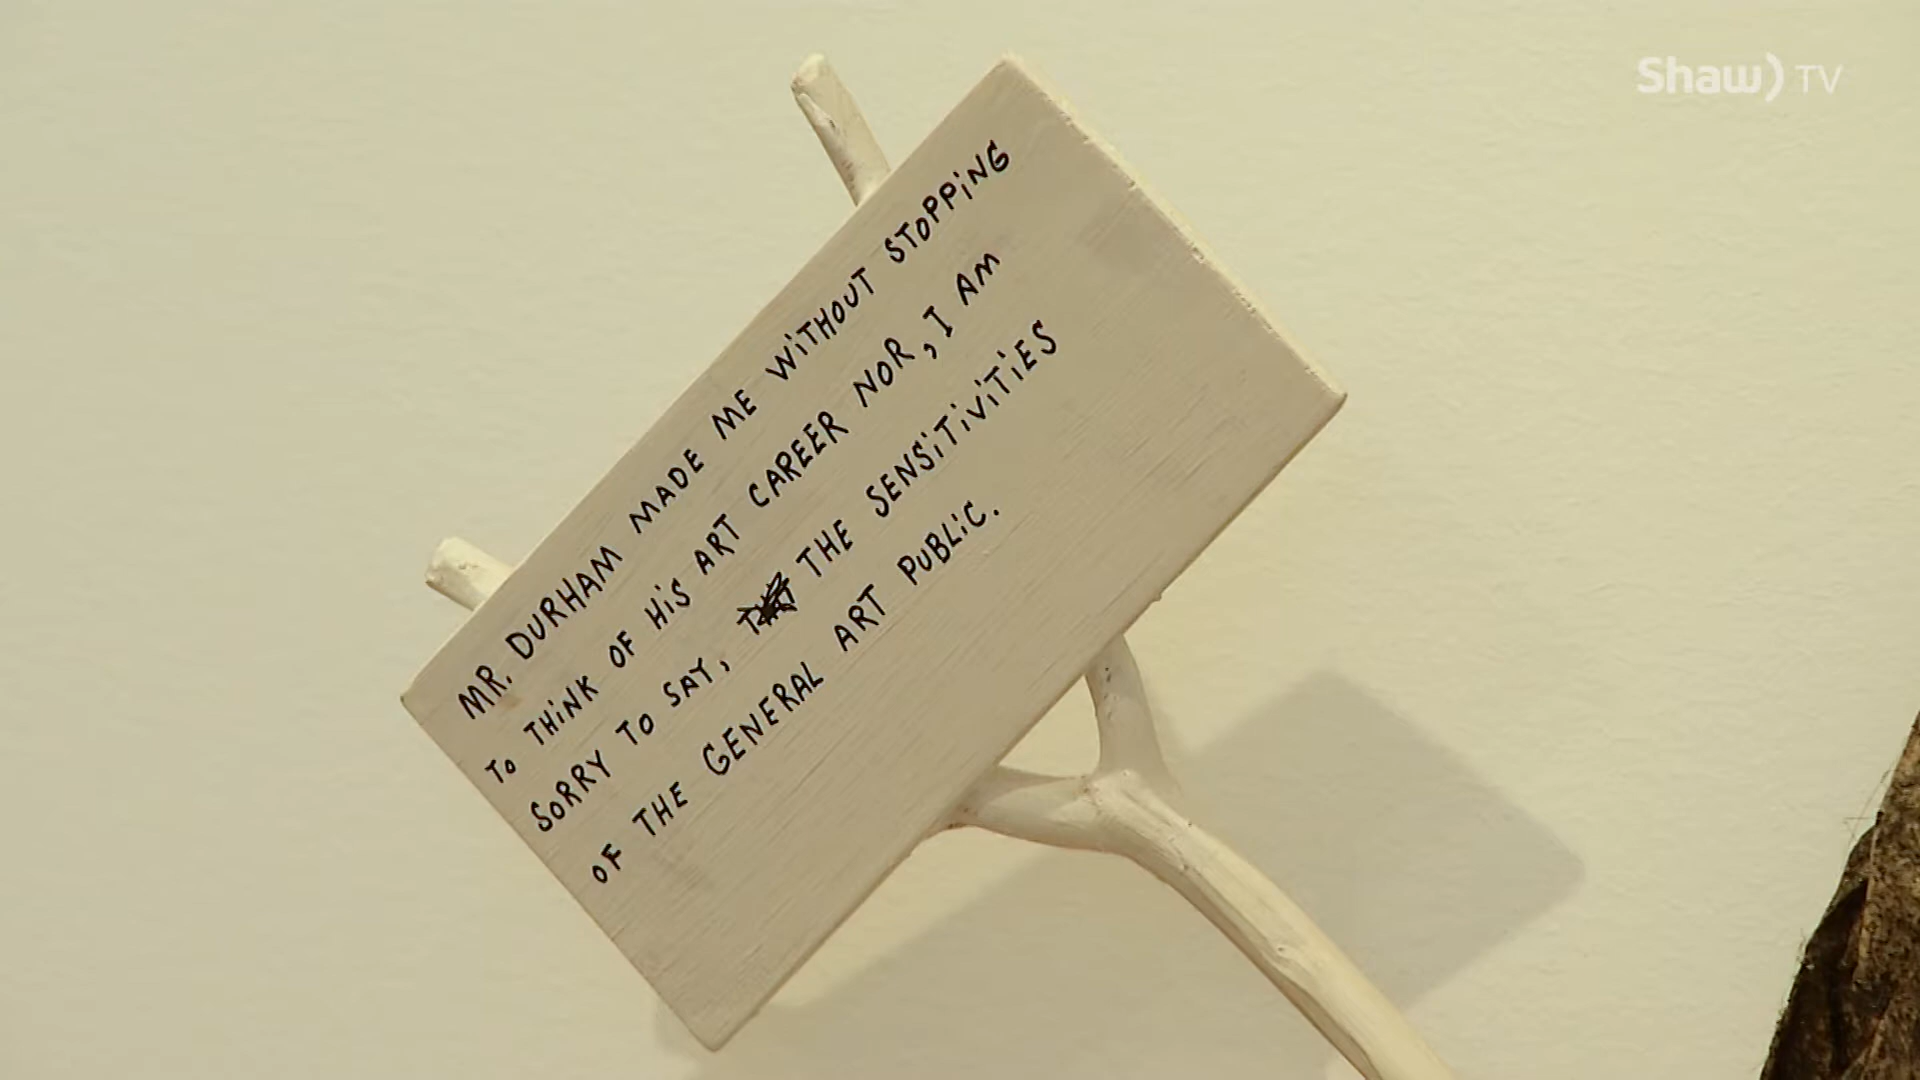 Shaw) TV
MR. DURHAM MADE ME WITHOUT STOPPING
TO THINK OF HIS ART CAREER NOR, I AM
SORRY TO SAY, THE SENSITIVITIES
OF THE GENERAL ART PUBLIC.